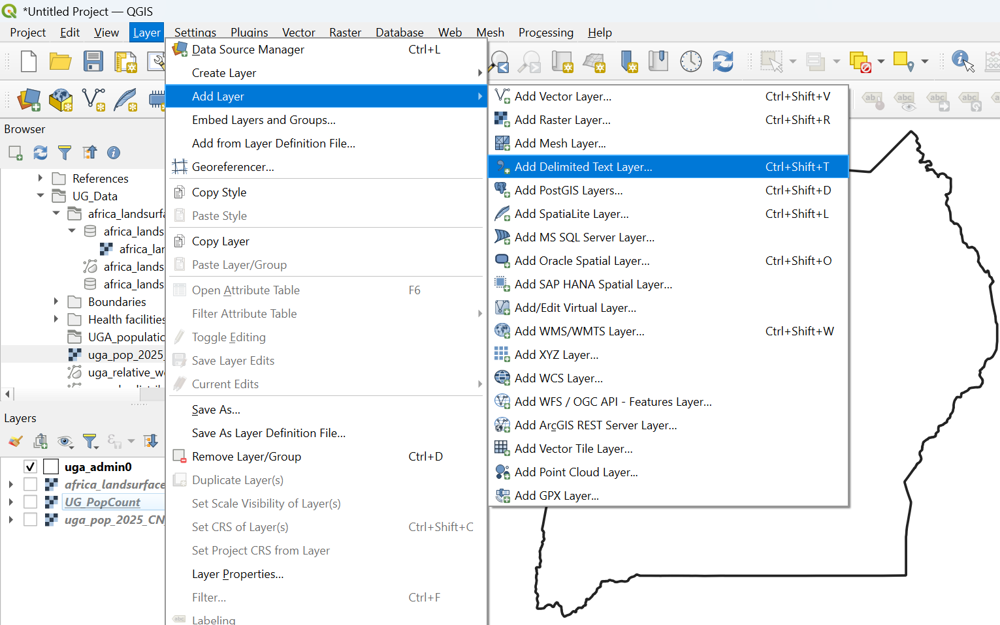 *Untitled Project — QGIS
Project Edit View Layer Settings Plugins Vector Raster Database Web Mesh Processing Help
Data Source Manager Ctrl+L
Create Layer
Add Layer
Embed Layers and Groups...
Add from Layer Definition File...
Georeferencer...
Copy Style
Paste Style
Copy Layer
Paste Layer/Group
Open Attribute Table F6
Filter Attribute Table
Toggle Editing
Save Layer Edits
Current Edits
Save As...
Save As Layer Definition File...
Remove Layer/Group Ctrl+D
Duplicate Layer(s)
Set Scale Visibility of Layer(s)
Set CRS of Layer(s) Ctrl+Shift+C
Set Project CRS from Layer
Layer Properties...
Filter... Ctrl+F
abc Labeling
Add Vector Layer... Ctrl+Shift+V
Add Raster Layer... Ctrl+Shift+R
Add Mesh Layer...
Add Delimited Text Layer... Ctrl+Shift+T
Add PostGIS Layers... Ctrl+Shift+D
Add SpatiaLite Layer... Ctrl+Shift+L
Add MS SQL Server Layer...
Add Oracle Spatial Layer... Ctrl+Shift+O
Add SAP HANA Spatial Layer...
Add/Edit Virtual Layer...
Add WMS/WMTS Layer... Ctrl+Shift+W
Add XYZ Layer...
Add WCS Layer...
Add WFS / OGC API - Features Layer...
Add ArcGIS REST Server Layer...
Add Vector Tile Layer...
Add Point Cloud Layer...
Add GPX Layer...
ab abc abc abc
Browser
References
UG_Data
africa_landsurfa
africa_lands
africa_lar
africa_lands
africa_lands
Boundaries
Health facilities
UGA_populatic
uga_pop_2025_
uga_relative_w
Layers
uga_admin0
africa_landsurface
UG_PopCount
uga_pop_2025_CN_